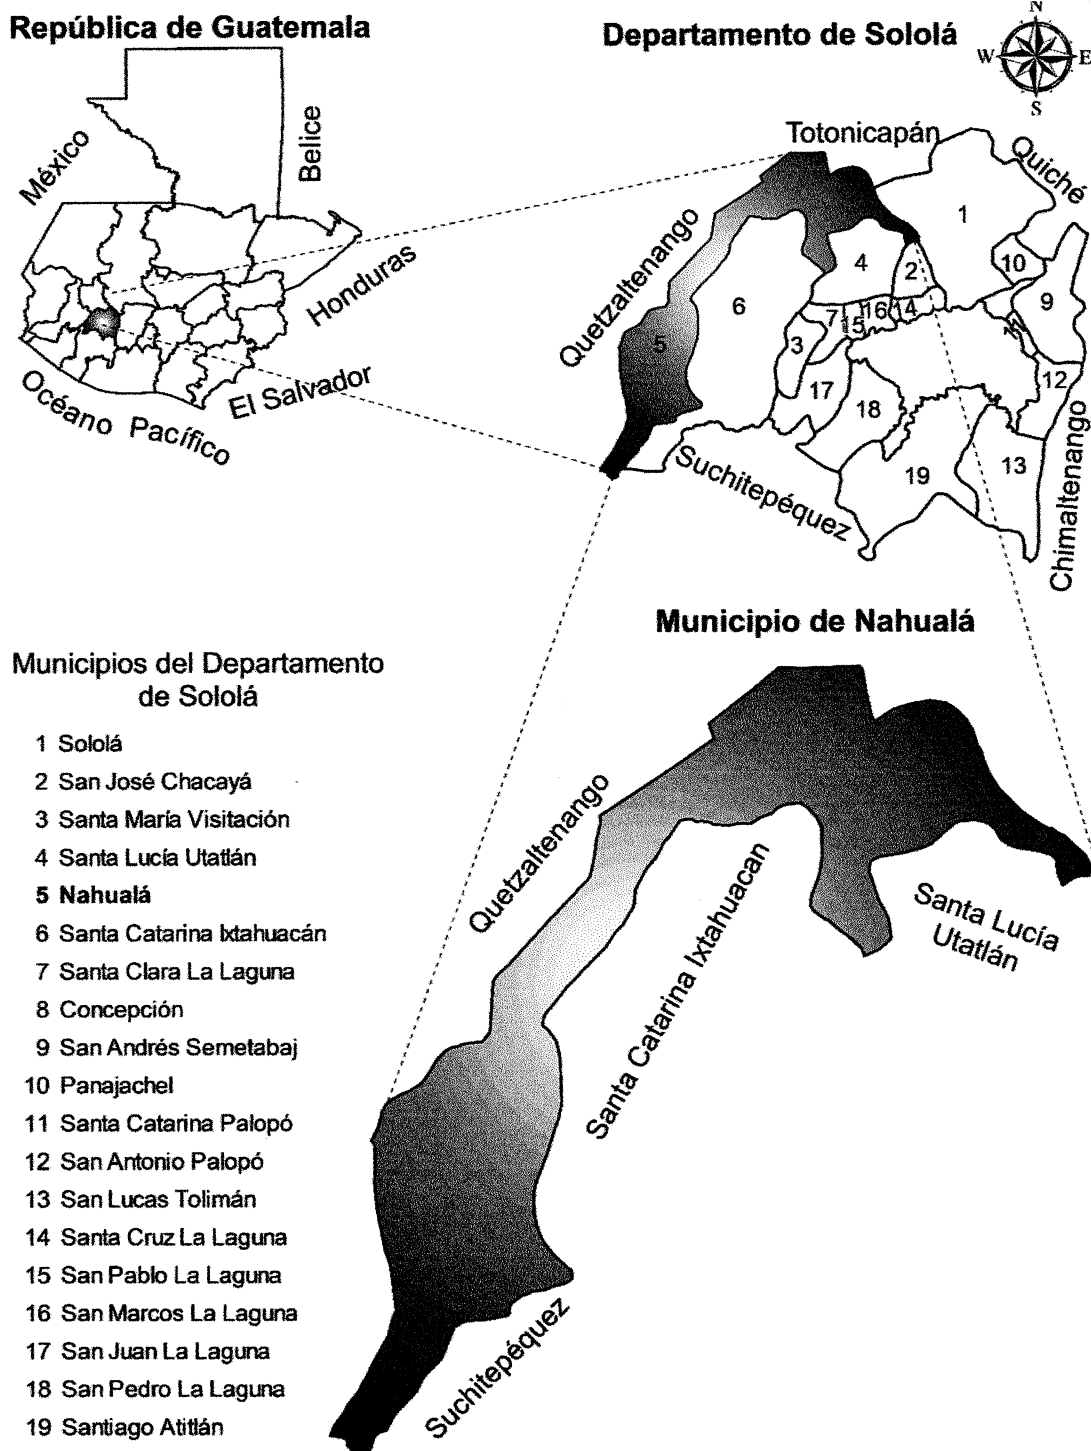 República de Guatemala
México
Belice
Honduras
El Salvador
Océano Pacífico
Departamento de Sololá
N
W
E
S
Totonicapán
Quiché
Quetzaltenango
Suchitepéquez
Chimaltenango
1
2
3
4
5
6
7
9
10
11
12
13
14
15
16
17
18
19
Municipio de Nahualá
Quetzaltenango
Santa Catarina Ixtahuacan
Santa Lucía
Utatlán
Suchitepéquez
Municipios del Departamento
de Sololá
1 Sololá
2 San José Chacayá
3 Santa María Visitación
4 Santa Lucía Utatlán
5 Nahualá
6 Santa Catarina Ixtahuacán
7 Santa Clara La Laguna
8 Concepción
9 San Andrés Semetabaj
10 Panajachel
11 Santa Catarina Palopó
12 San Antonio Palopó
13 San Lucas Tolimán
14 Santa Cruz La Laguna
15 San Pablo La Laguna
16 San Marcos La Laguna
17 San Juan La Laguna
18 San Pedro La Laguna
19 Santiago Atitlán